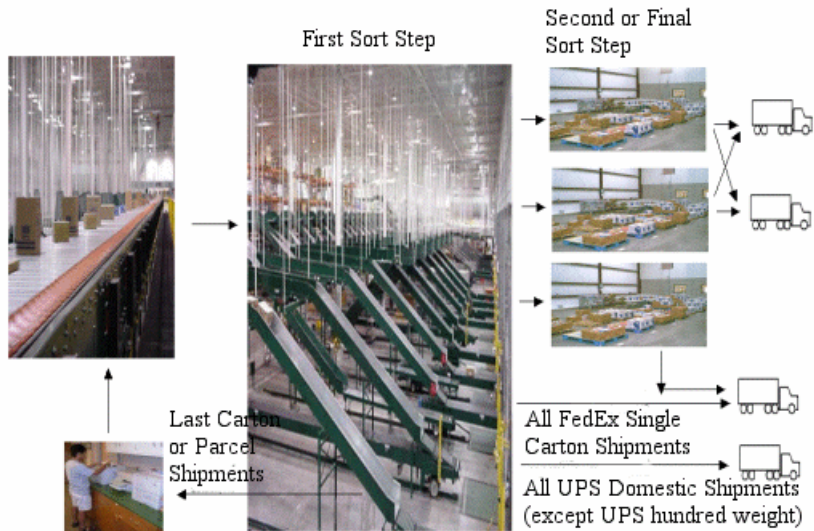 First Sort Step
Second or Final
Sort Step
Last Carton
or Parcel
Shipments
All FedEx Single
Carton Shipments
All UPS Domestic Shipments
(except UPS hundred weight)